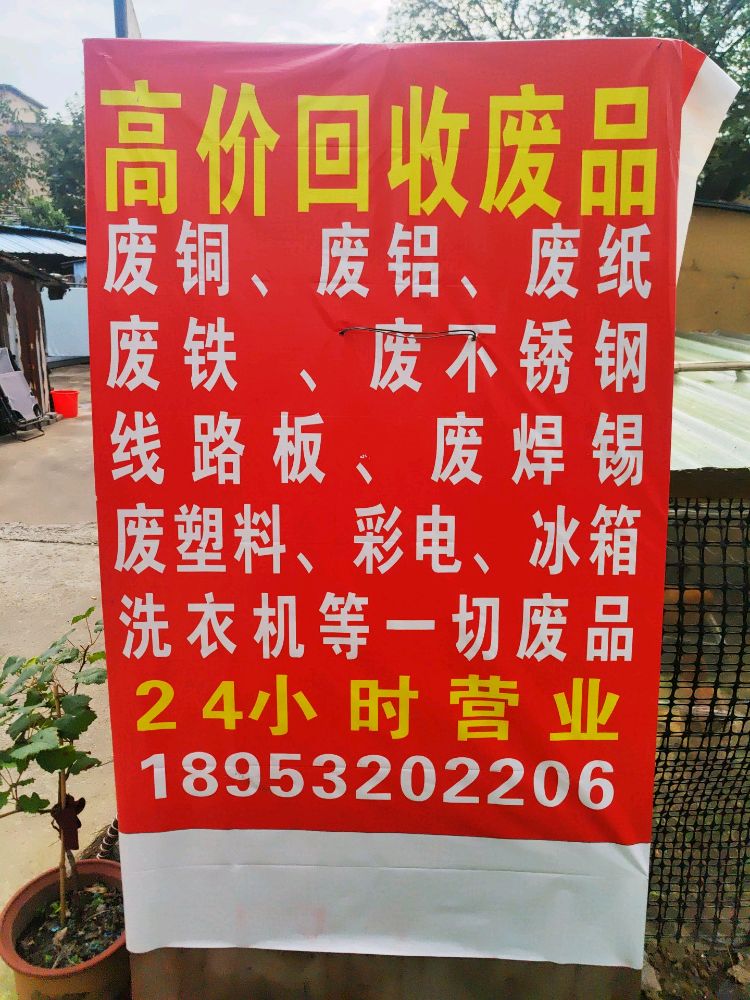 高价回收废品
废铜、废铝、废纸
废铁、废不锈钢
线路板、废焊锡
废塑料、彩电、冰箱
洗衣机等一切废品
24小时营业
18953202206